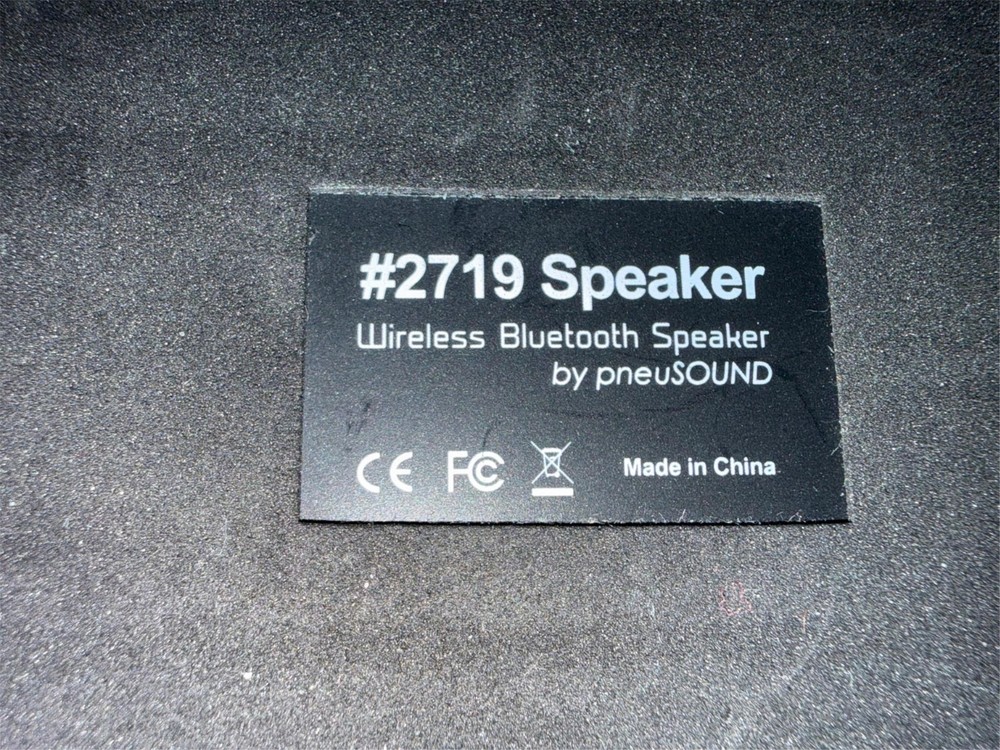 #2719 Speaker
Wireless Bluetooth Speaker
by pneuSOUND
CE FC Made in China